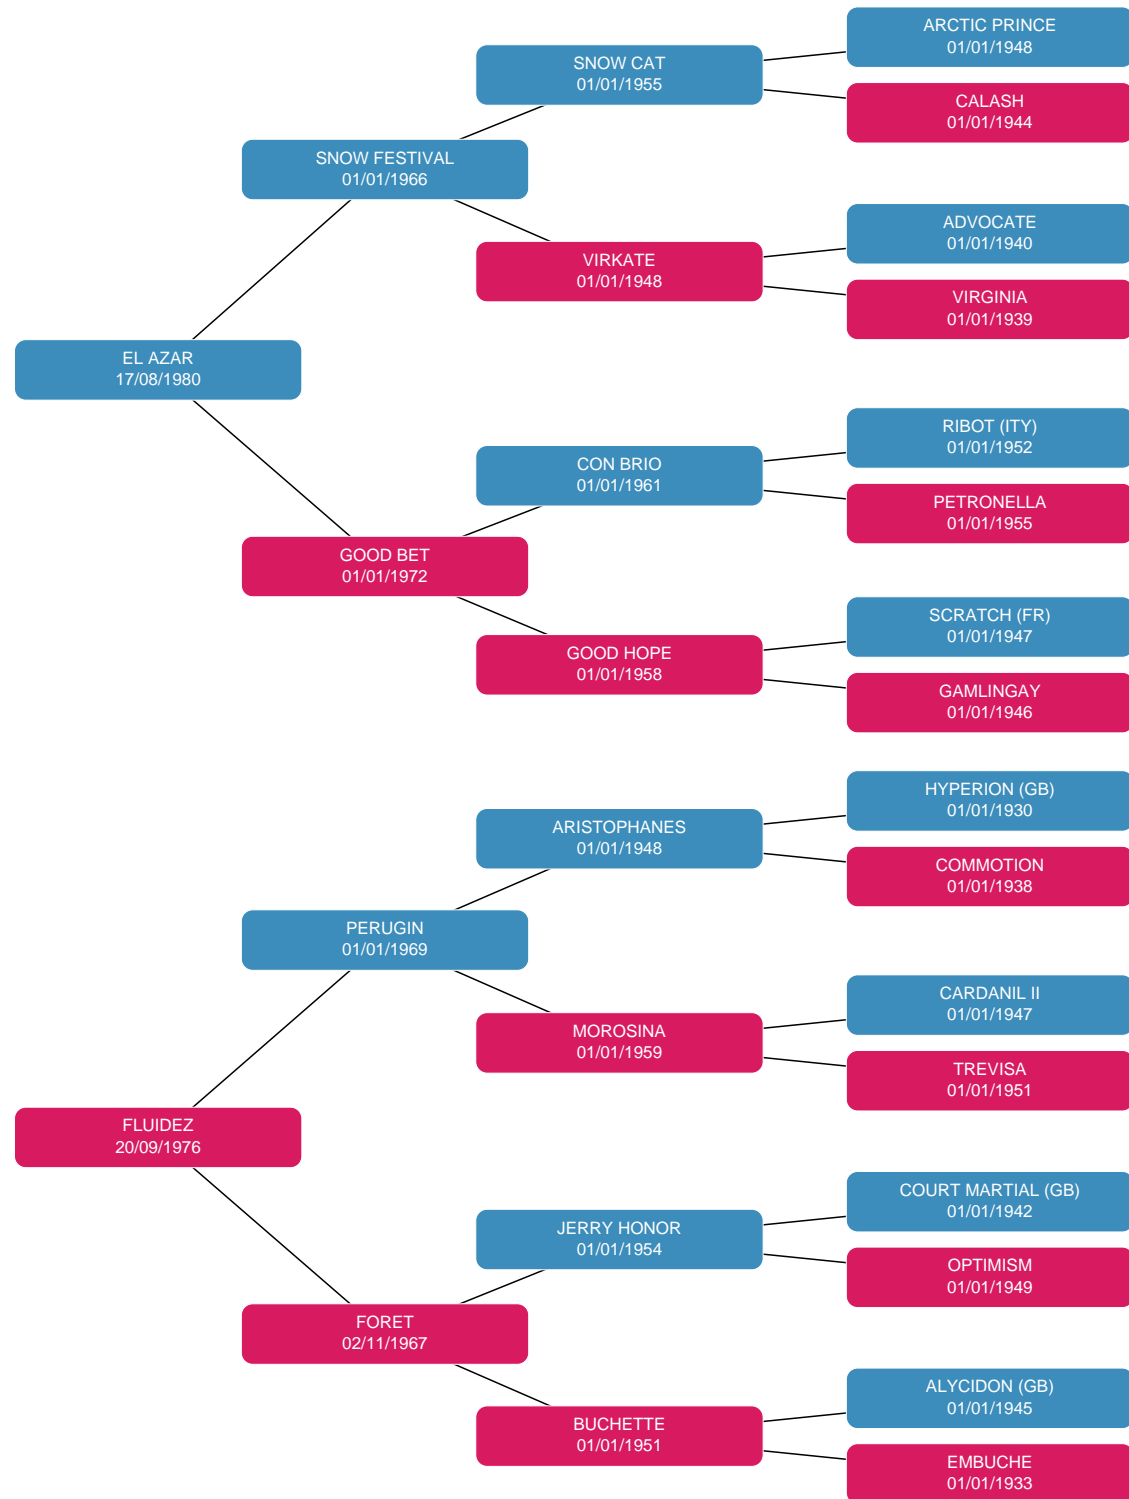 ARCTIC PRINCE
01/01/1948
SNOW CAT
01/01/1955
CALASH
01/01/1944
SNOW FESTIVAL
01/01/1966
ADVOCATE
01/01/1940
VIRKATE
01/01/1948
VIRGINIA
01/01/1939
EL AZAR
17/08/1980
RIBOT (ITY)
01/01/1952
CON BRIO
01/01/1961
PETRONELLA
01/01/1955
GOOD BET
01/01/1972
SCRATCH (FR)
01/01/1947
GOOD HOPE
01/01/1958
GAMLINGAY
01/01/1946
HYPERION (GB)
01/01/1930
ARISTOPHANES
01/01/1948
COMMOTION
01/01/1938
PERUGIN
01/01/1969
CARDANIL II
01/01/1947
MOROSINA
01/01/1959
TREVISA
01/01/1951
FLUIDEZ
20/09/1976
COURT MARTIAL (GB)
01/01/1942
JERRY HONOR
01/01/1954
OPTIMISM
01/01/1949
FORET
02/11/1967
ALYCIDON (GB)
01/01/1945
BUCHETTE
01/01/1951
EMBUCHE
01/01/1933